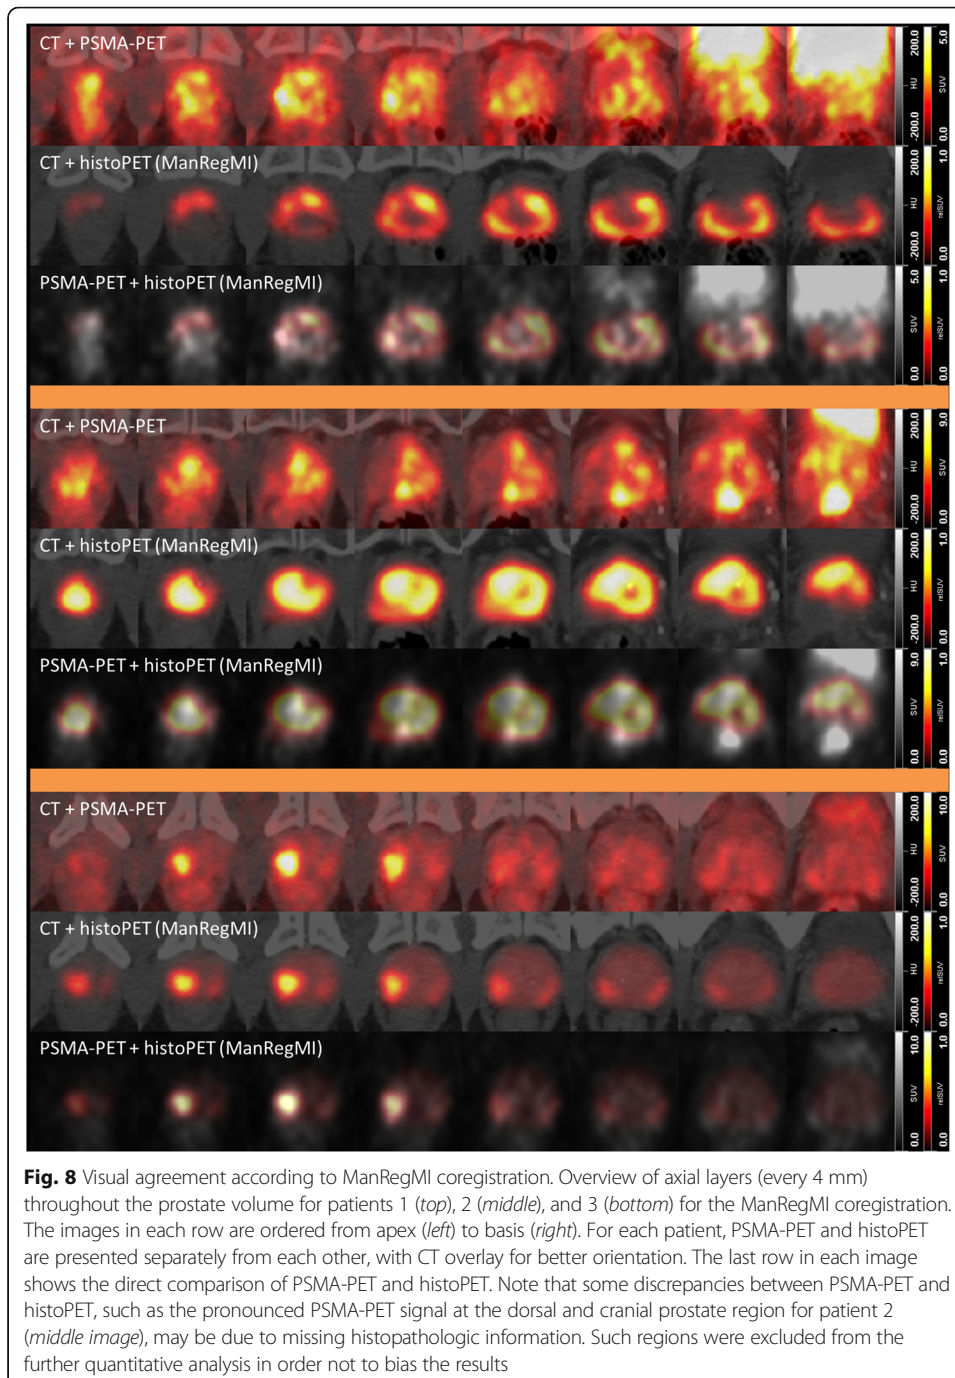 CT + PSMA-PET
200.0
HU
-200.0
5.0
SUV
0.0
CT + histoPET (ManRegMI)
200.0
HU
-200.0
1.0
relSUV
0.0
PSMA-PET + histoPET (ManRegMI)
5.0
SUV
0.0
1.0
relSUV
0.0
CT + PSMA-PET
200.0
HU
-200.0
9.0
SUV
0.0
CT + histoPET (ManRegMI)
200.0
HU
-200.0
1.0
relSUV
0.0
PSMA-PET + histoPET (ManRegMI)
9.0
SUV
0.0
1.0
relSUV
0.0
CT + PSMA-PET
200.0
HU
-200.0
10.0
SUV
0.0
CT + histoPET (ManRegMI)
200.0
HU
-200.0
1.0
relSUV
0.0
PSMA-PET + histoPET (ManRegMI)
10.0
SUV
0.0
1.0
relSUV
0.0
Fig. 8 Visual agreement according to ManRegMI coregistration. Overview of axial layers (every 4 mm)
throughout the prostate volume for patients 1 (top), 2 (middle), and 3 (bottom) for the ManRegMI coregistration.
The images in each row are ordered from apex (left) to basis (right). For each patient, PSMA-PET and histoPET
are presented separately from each other, with CT overlay for better orientation. The last row in each image
shows the direct comparison of PSMA-PET and histoPET. Note that some discrepancies between PSMA-PET and
histoPET, such as the pronounced PSMA-PET signal at the dorsal and cranial prostate region for patient 2
(middle image), may be due to missing histopathologic information. Such regions were excluded from the
further quantitative analysis in order not to bias the results